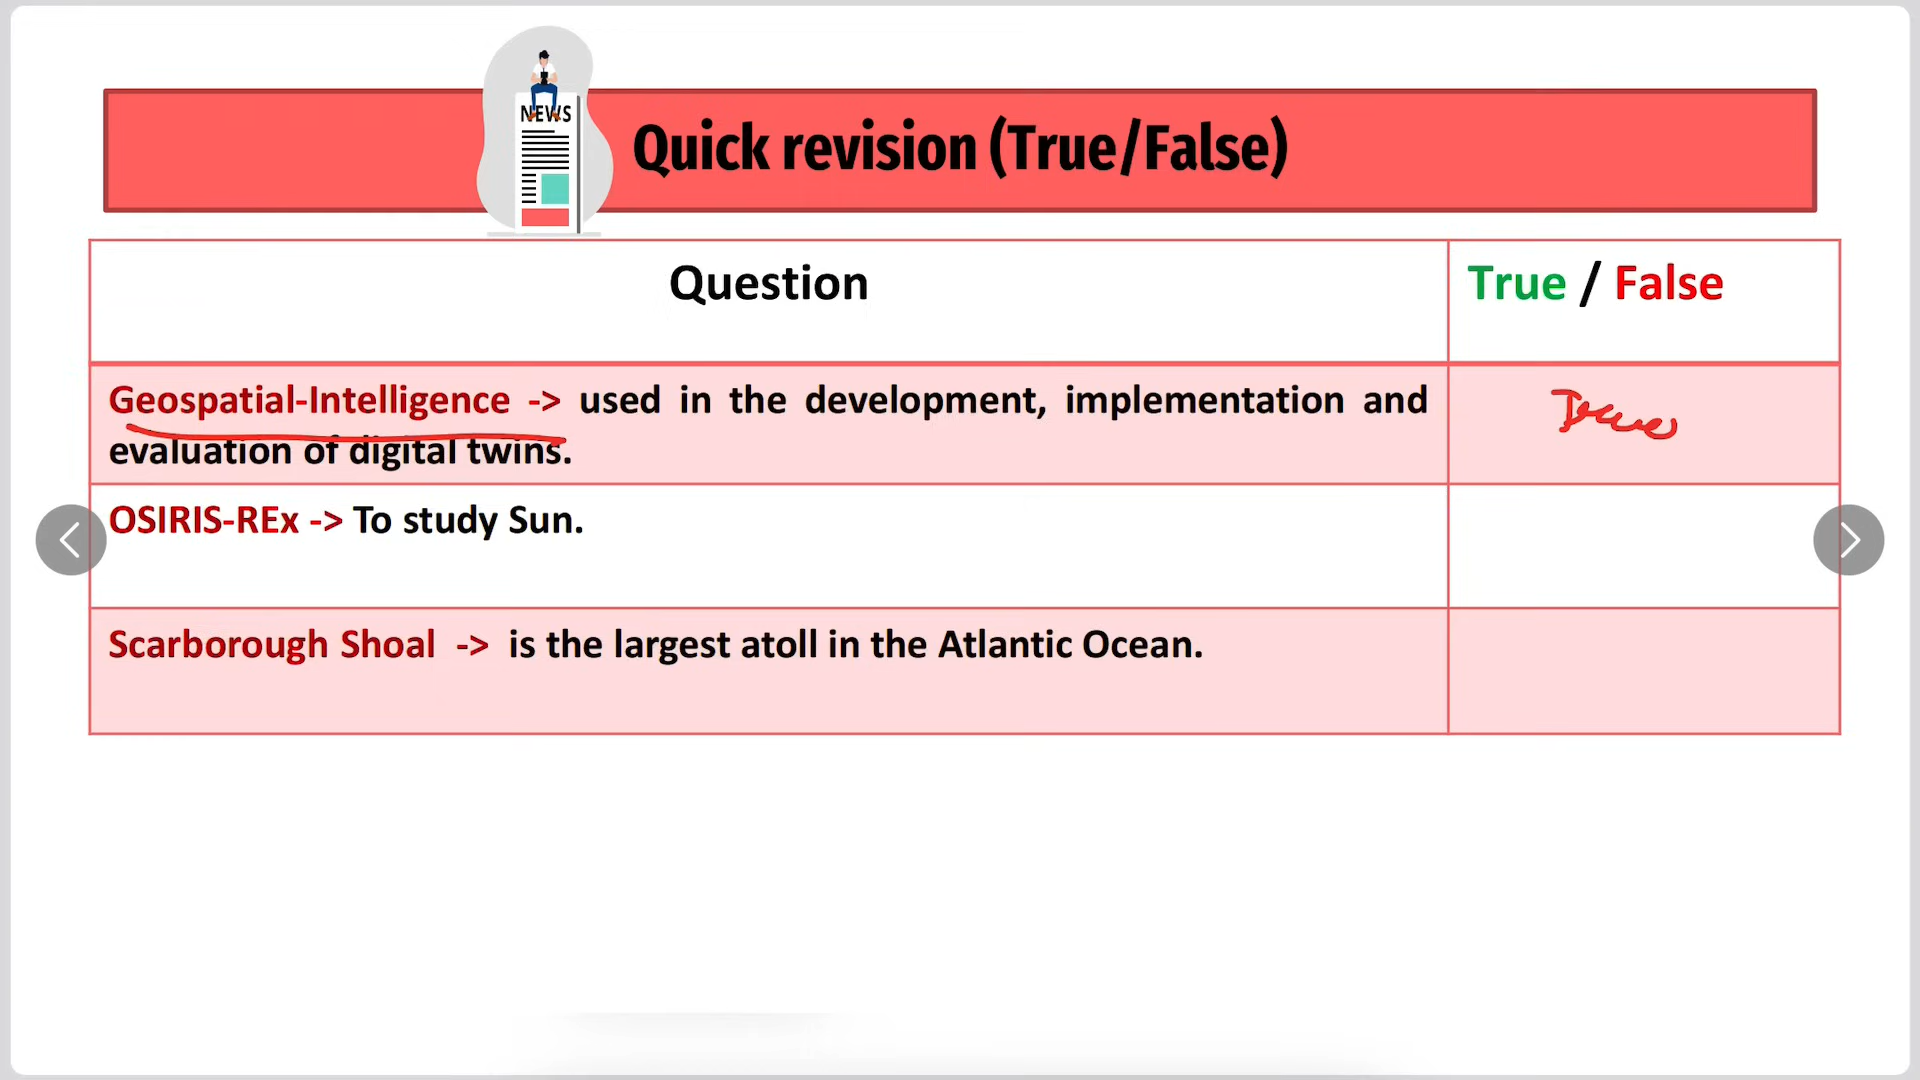 NEWS
Quick revision (True/False)
Question
True / False
Geospatial-Intelligence -> used in the development, implementation and
evaluation of digital twins.
True
OSIRIS-REx -> To study Sun.
Scarborough Shoal -> is the largest atoll in the Atlantic Ocean.